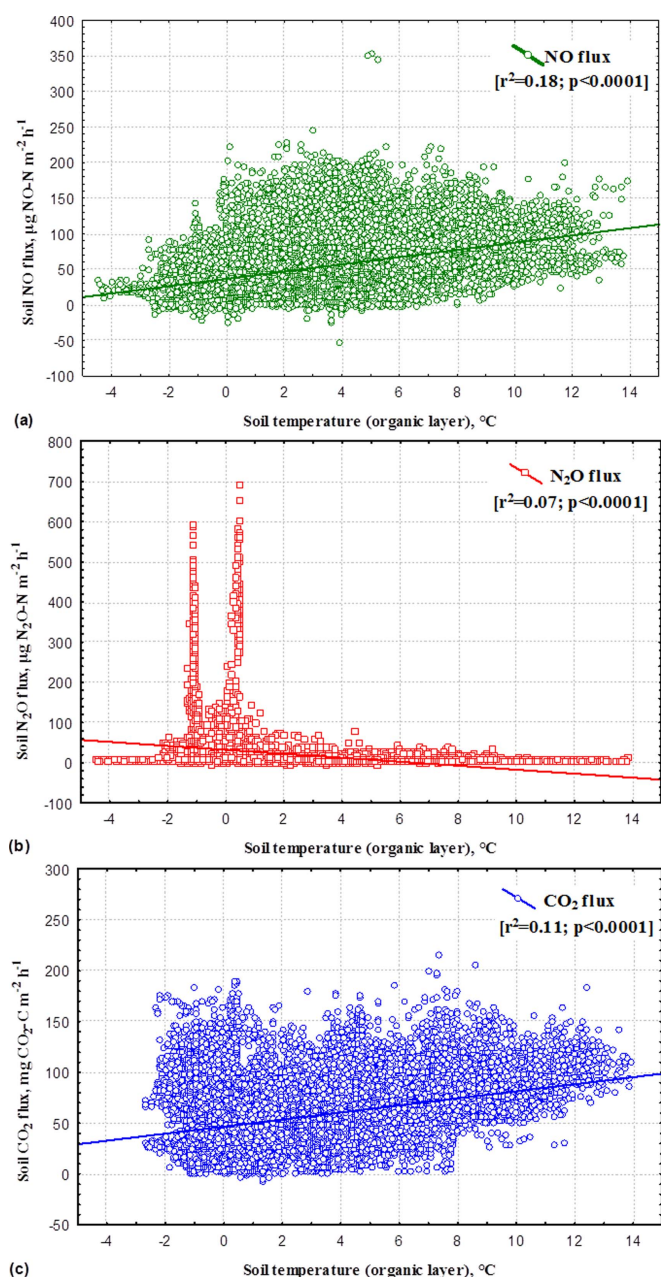 400
350
300
250
200
150
100
50
0
-50
-100
Soil NO flux, µg NO-N m⁻² h⁻¹
NO flux
[r²=0.18; p<0.0001]
-4 -2 0 2 4 6 8 10 12 14
(a)
Soil temperature (organic layer), °C
800
700
600
500
400
300
200
100
0
-100
Soil N₂O flux, µg N₂O-N m⁻² h⁻¹
N₂O flux
[r²=0.07; p<0.0001]
-4 -2 0 2 4 6 8 10 12 14
(b)
Soil temperature (organic layer), °C
300
250
200
150
100
50
0
-50
Soil CO₂ flux, mg CO₂-C m⁻² h⁻¹
CO₂ flux
[r²=0.11; p<0.0001]
-4 -2 0 2 4 6 8 10 12 14
(c)
Soil temperature (organic layer), °C